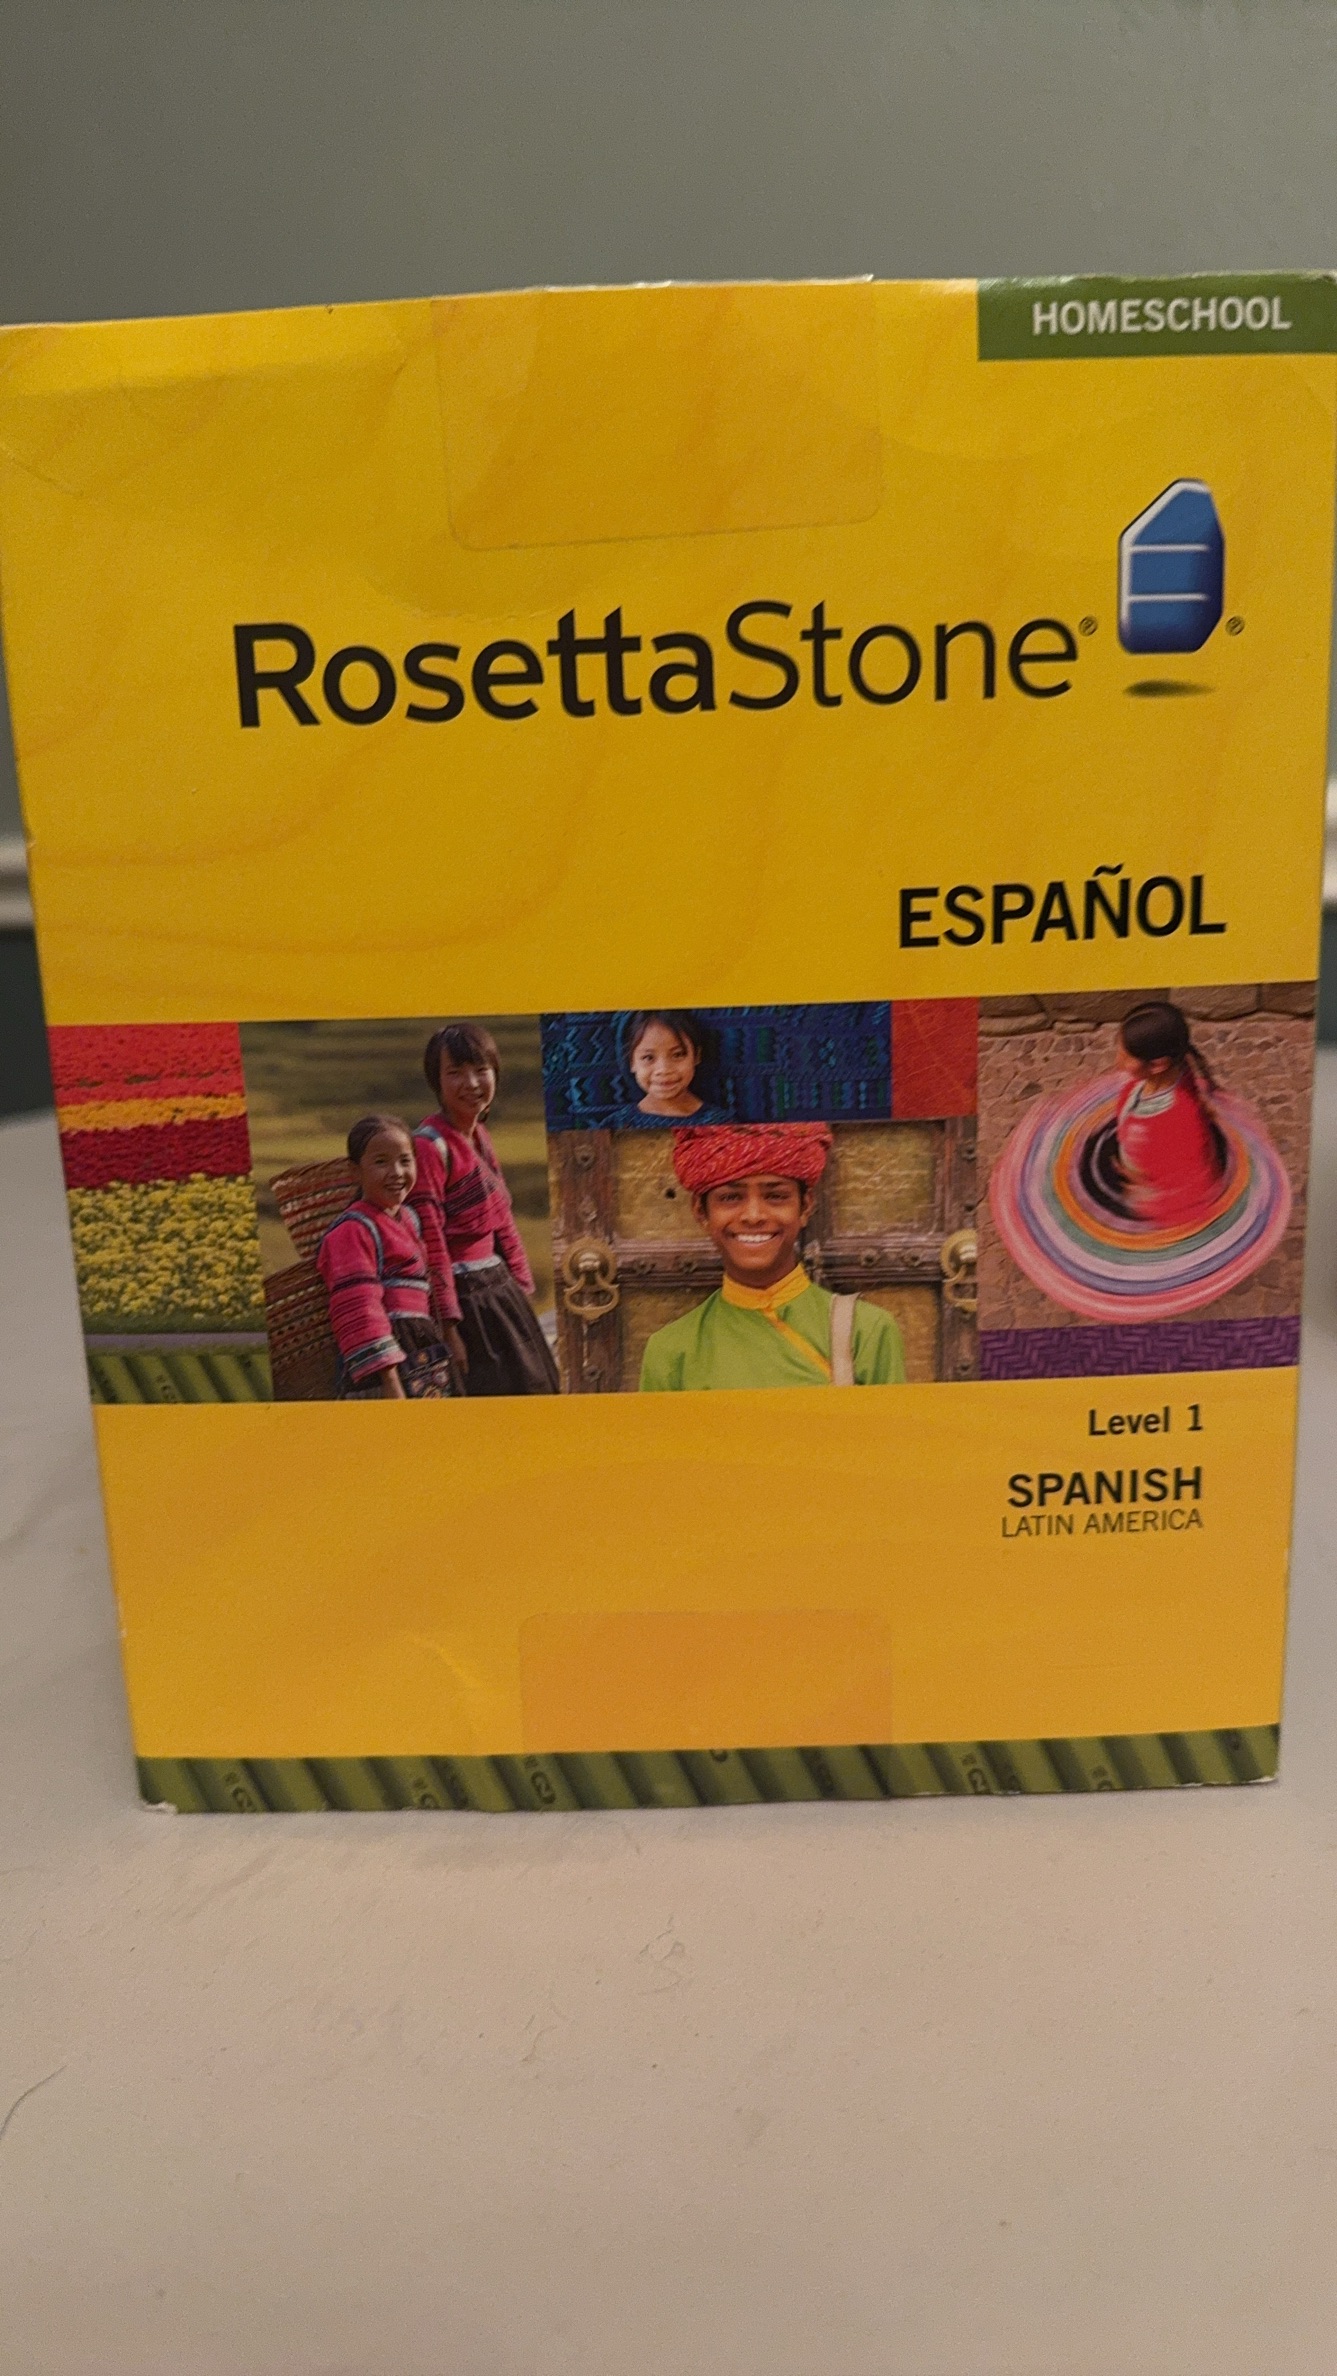 HOMESCHOOL
RosettaStone®
®
ESPAÑOL
Level 1
SPANISH
LATIN AMERICA